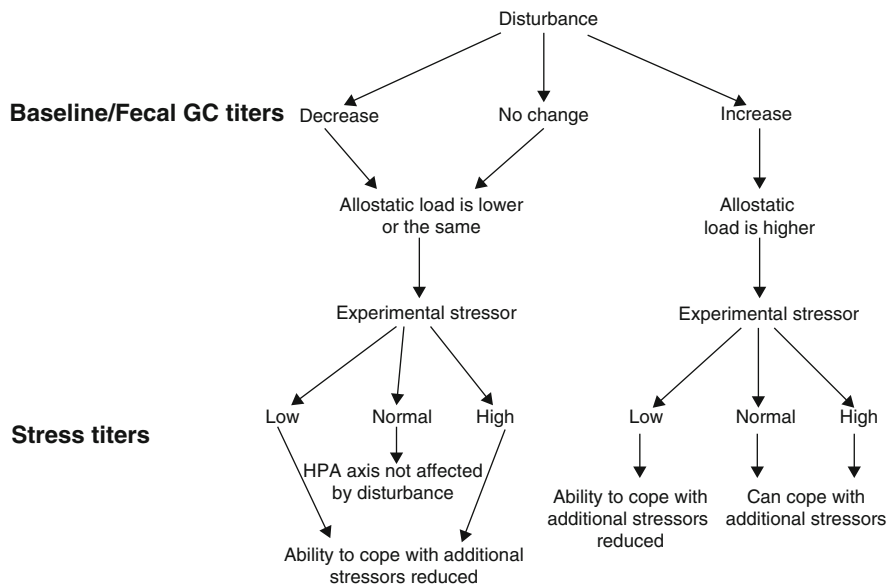 Disturbance
Baseline/Fecal GC titers
Decrease
No change
Increase
Allostatic load is lower
or the same
Allostatic
load is higher
Experimental stressor
Experimental stressor
Stress titers
Low
Normal
High
Low
Normal
High
HPA axis not affected
by disturbance
Ability to cope with additional
stressors reduced
Ability to cope with
additional stressors
reduced
Can cope with
additional stressors